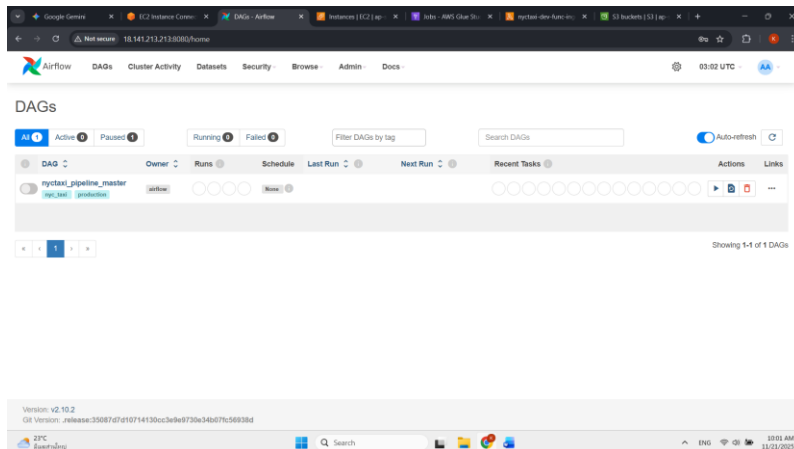 Google Gemini
EC2 Instance Conne
DAGs - Airflow
Instances | EC2 | ap-
Jobs - AWS Glue Stu
nyctaxi-dev-func-ing
S3 buckets | S3 | ap-
Not secure 18.141.213.213:8080/home
Airflow DAGs Cluster Activity Datasets Security Browse Admin Docs 03:02 UTC AA
DAGs
All 1 Active 0 Paused 1 Running 0 Failed 0 Filter DAGs by tag Search DAGs Auto-refresh
DAG Owner Runs Schedule Last Run Next Run Recent Tasks Actions Links
nyctaxi_pipeline_master airflow None
nyc_taxi production
« ‹ 1 › » Showing 1-1 of 1 DAGs
Version: v2.10.2
Git Version: .release:35087d7d10714130cc3e9e9730e34b07fc56938d
23°C
Search
ENG
10:01 AM
11/21/2025